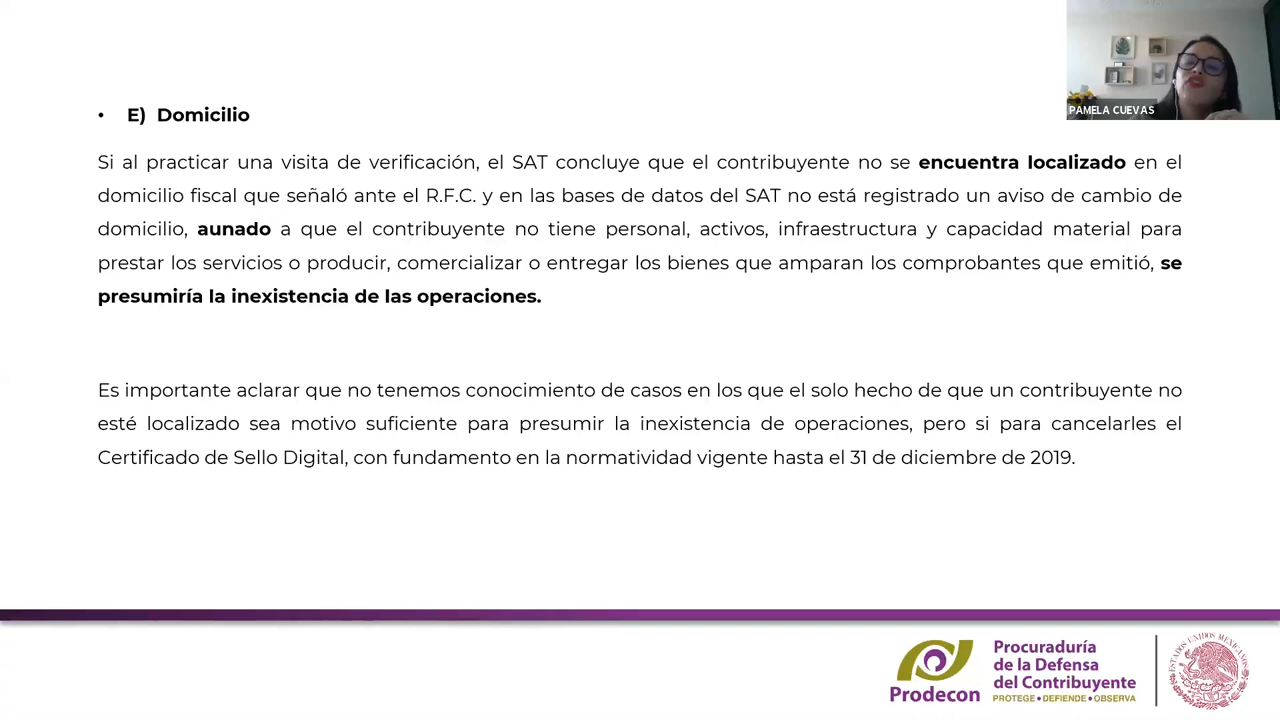 PAMELA CUEVAS
• E) Domicilio
Si al practicar una visita de verificación, el SAT concluye que el contribuyente no se encuentra localizado en el
domicilio fiscal que señaló ante el R.F.C. y en las bases de datos del SAT no está registrado un aviso de cambio de
domicilio, aunado a que el contribuyente no tiene personal, activos, infraestructura y capacidad material para
prestar los servicios o producir, comercializar o entregar los bienes que amparan los comprobantes que emitió, se
presumiría la inexistencia de las operaciones.
Es importante aclarar que no tenemos conocimiento de casos en los que el solo hecho de que un contribuyente no
esté localizado sea motivo suficiente para presumir la inexistencia de operaciones, pero si para cancelarles el
Certificado de Sello Digital, con fundamento en la normatividad vigente hasta el 31 de diciembre de 2019.
Prodecon
Procuraduría
de la Defensa
del Contribuyente
PROTEGE • DEFIENDE • OBSERVA
ESTADOS UNIDOS MEXICANOS